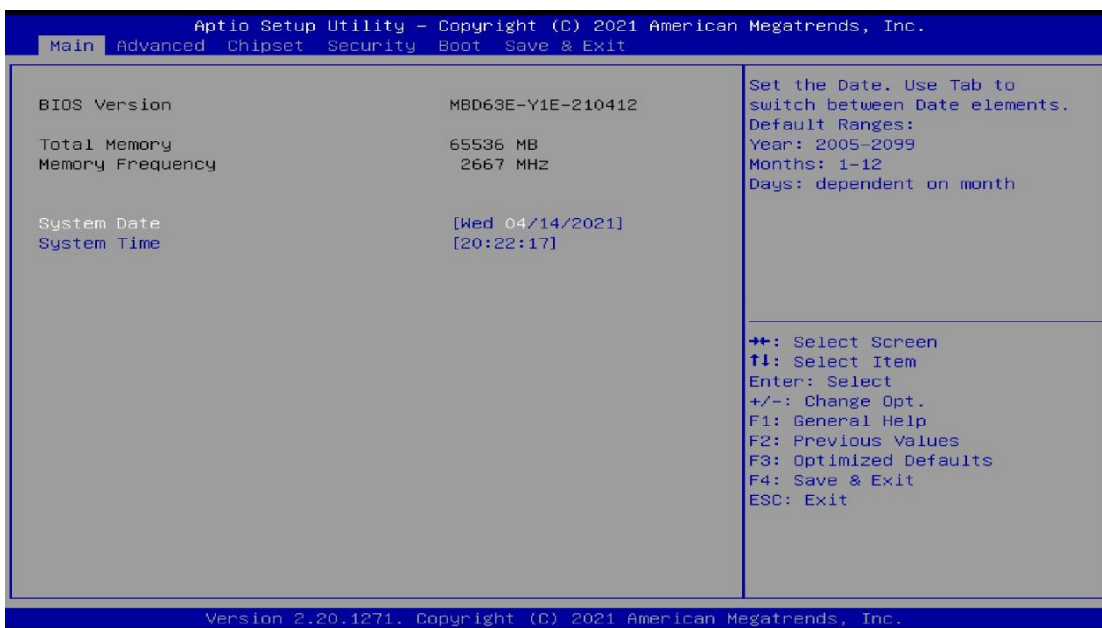 Aptio Setup Utility – Copyright (C) 2021 American Megatrends, Inc.
Main Advanced Chipset Security Boot Save & Exit
BIOS Version MBD63E-Y1E-210412
Total Memory 65536 MB
Memory Frequency 2667 MHz
System Date [Wed 04/14/2021]
System Time [20:22:17]
Set the Date. Use Tab to
switch between Date elements.
Default Ranges:
Year: 2005-2099
Months: 1-12
Days: dependent on month
→←: Select Screen
↑↓: Select Item
Enter: Select
+/-: Change Opt.
F1: General Help
F2: Previous Values
F3: Optimized Defaults
F4: Save & Exit
ESC: Exit
Version 2.20.1271. Copyright (C) 2021 American Megatrends, Inc.